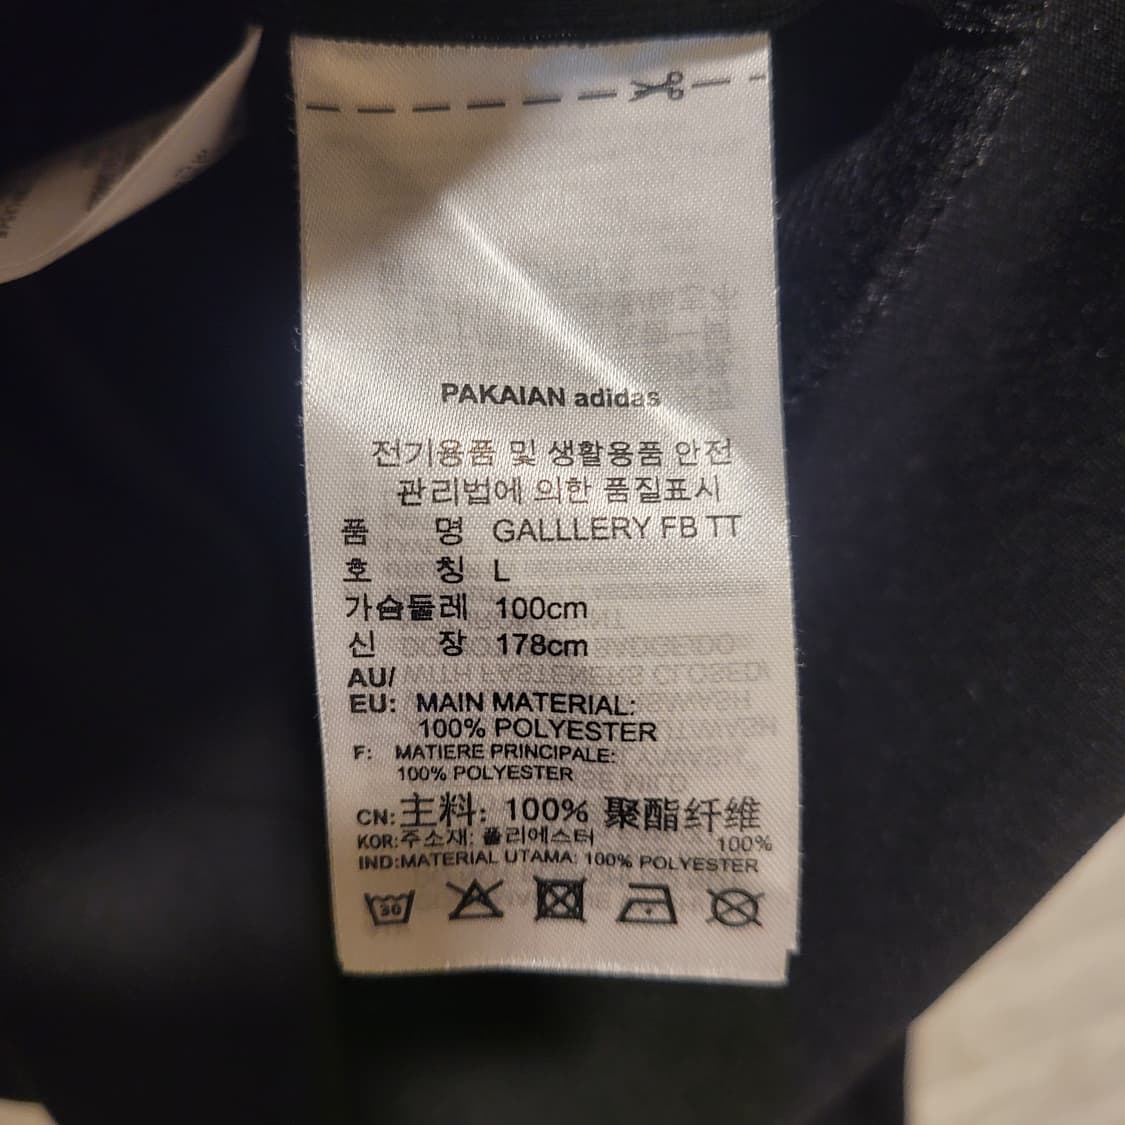 PAKAIAN adidas
전기용품 및 생활용품 안전
관리법에 의한 품질표시
품 명 GALLLERY FB TT
호 칭 L
가슴둘레 100cm
신 장 178cm
AU/
EU: MAIN MATERIAL:
100% POLYESTER
F: MATIERE PRINCIPALE:
100% POLYESTER
CN:主料: 100% 聚酯纤维
KOR:주소재: 폴리에스터 100%
IND:MATERIAL UTAMA: 100% POLYESTER
30